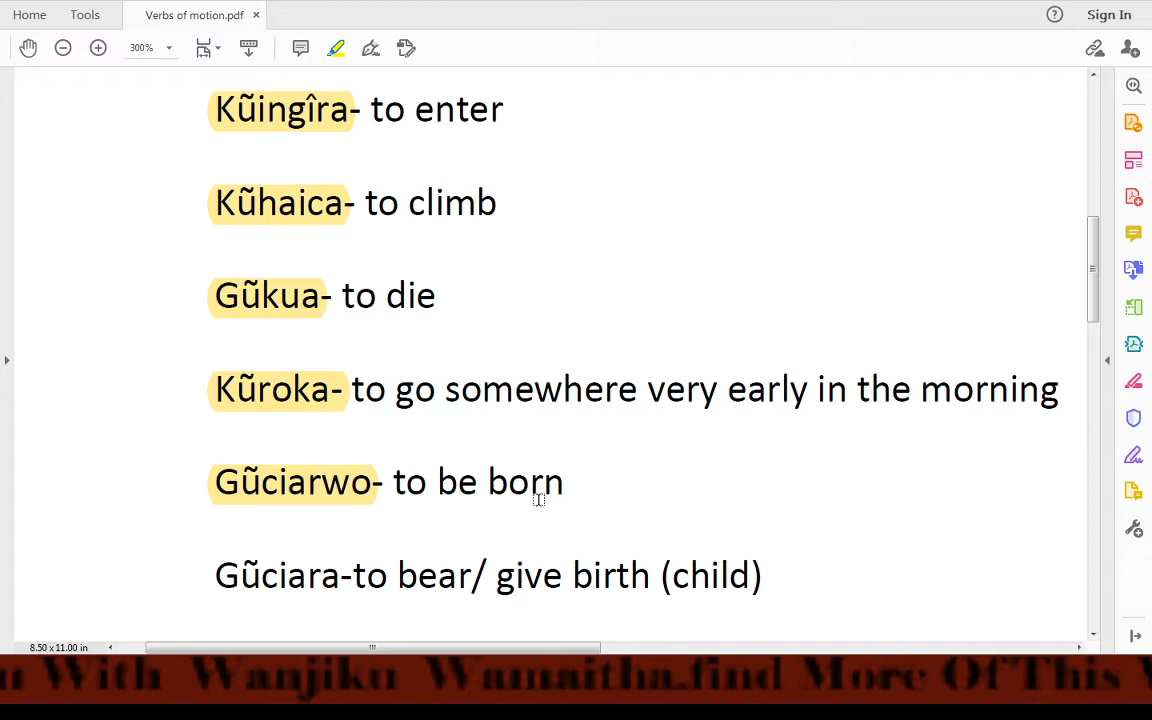 Home Tools Verbs of motion.pdf × Sign In
300%
Kũingîra- to enter
Kũhaica- to climb
Gũkua- to die
Kũroka- to go somewhere very early in the morning
Gũciarwo- to be born
Gũciara-to bear/ give birth (child)
8.50 x 11.00 in
u With Wanjiku Wamaitha.find More Of This